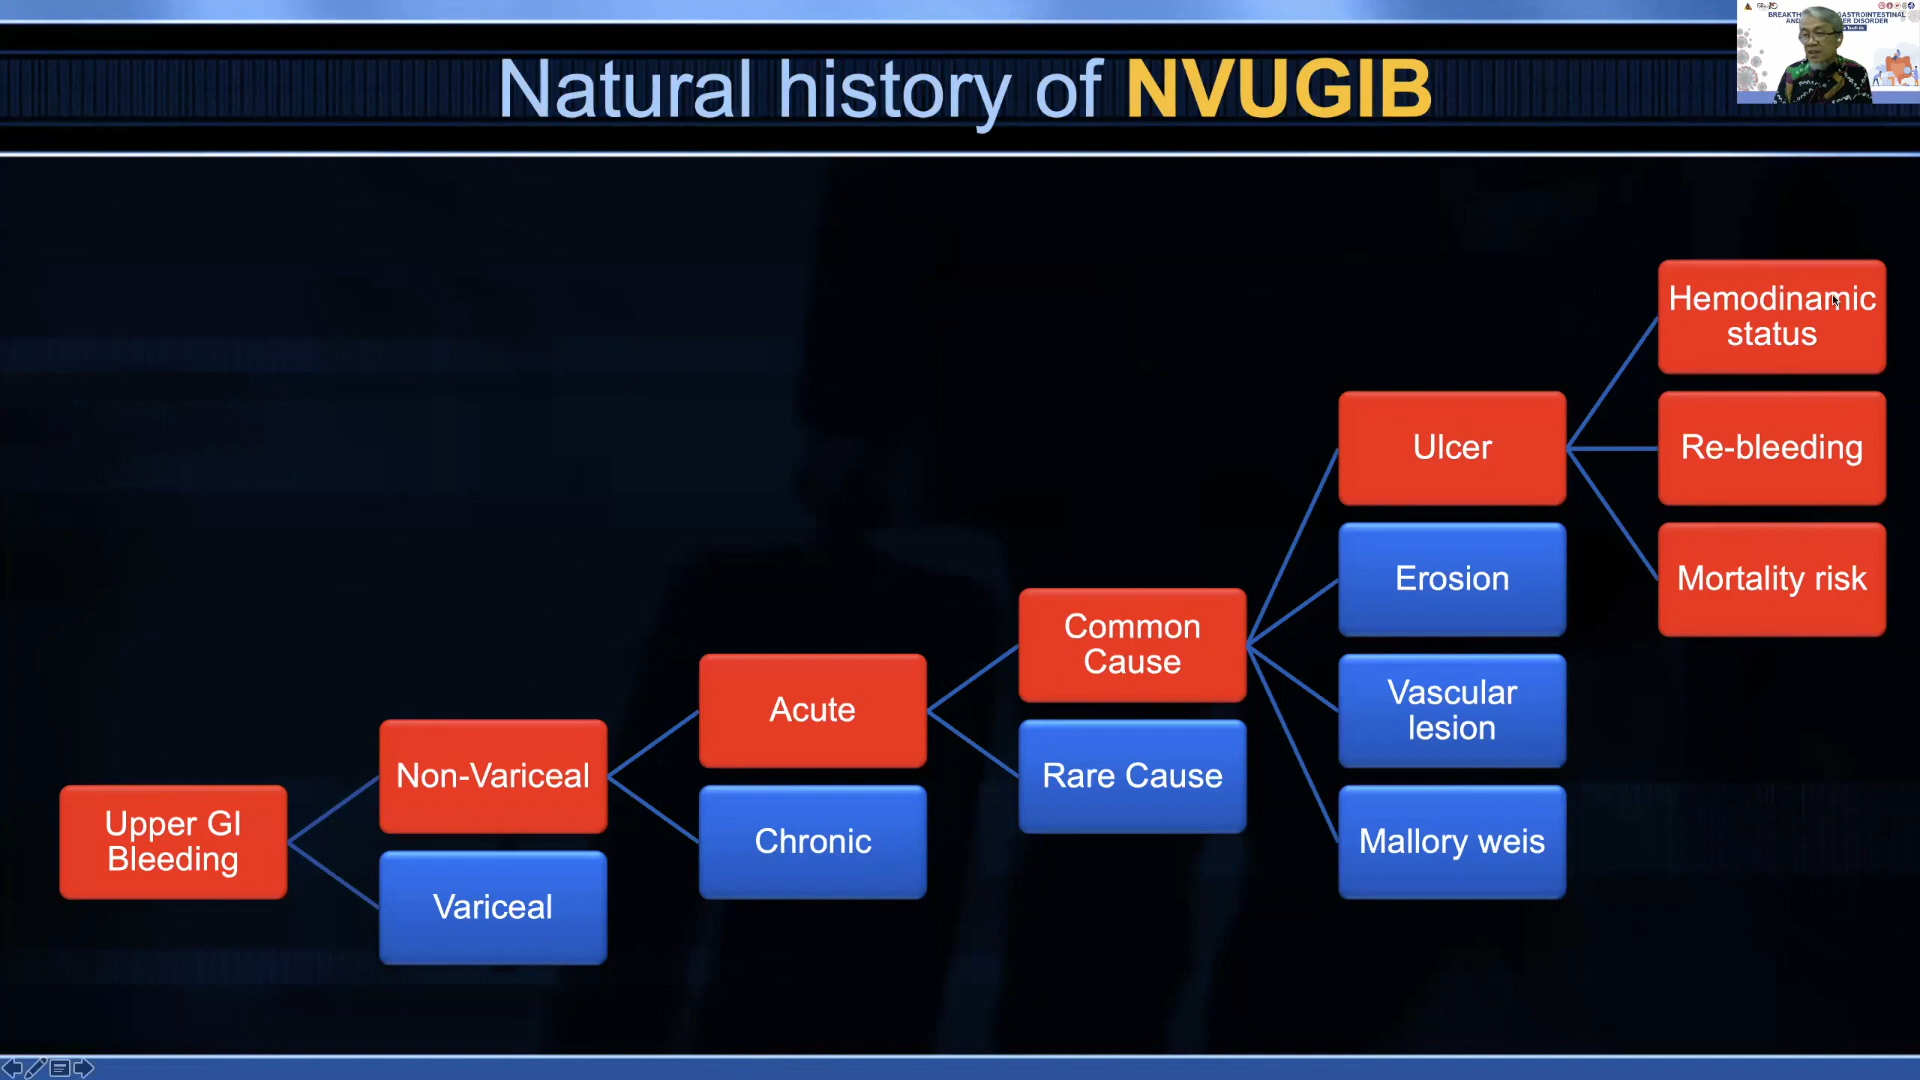 Natural history of NVUGIB
Upper GI
Bleeding
Non-Variceal
Variceal
Acute
Chronic
Common
Cause
Rare Cause
Ulcer
Erosion
Vascular
lesion
Mallory weis
Hemodinamic
status
Re-bleeding
Mortality risk